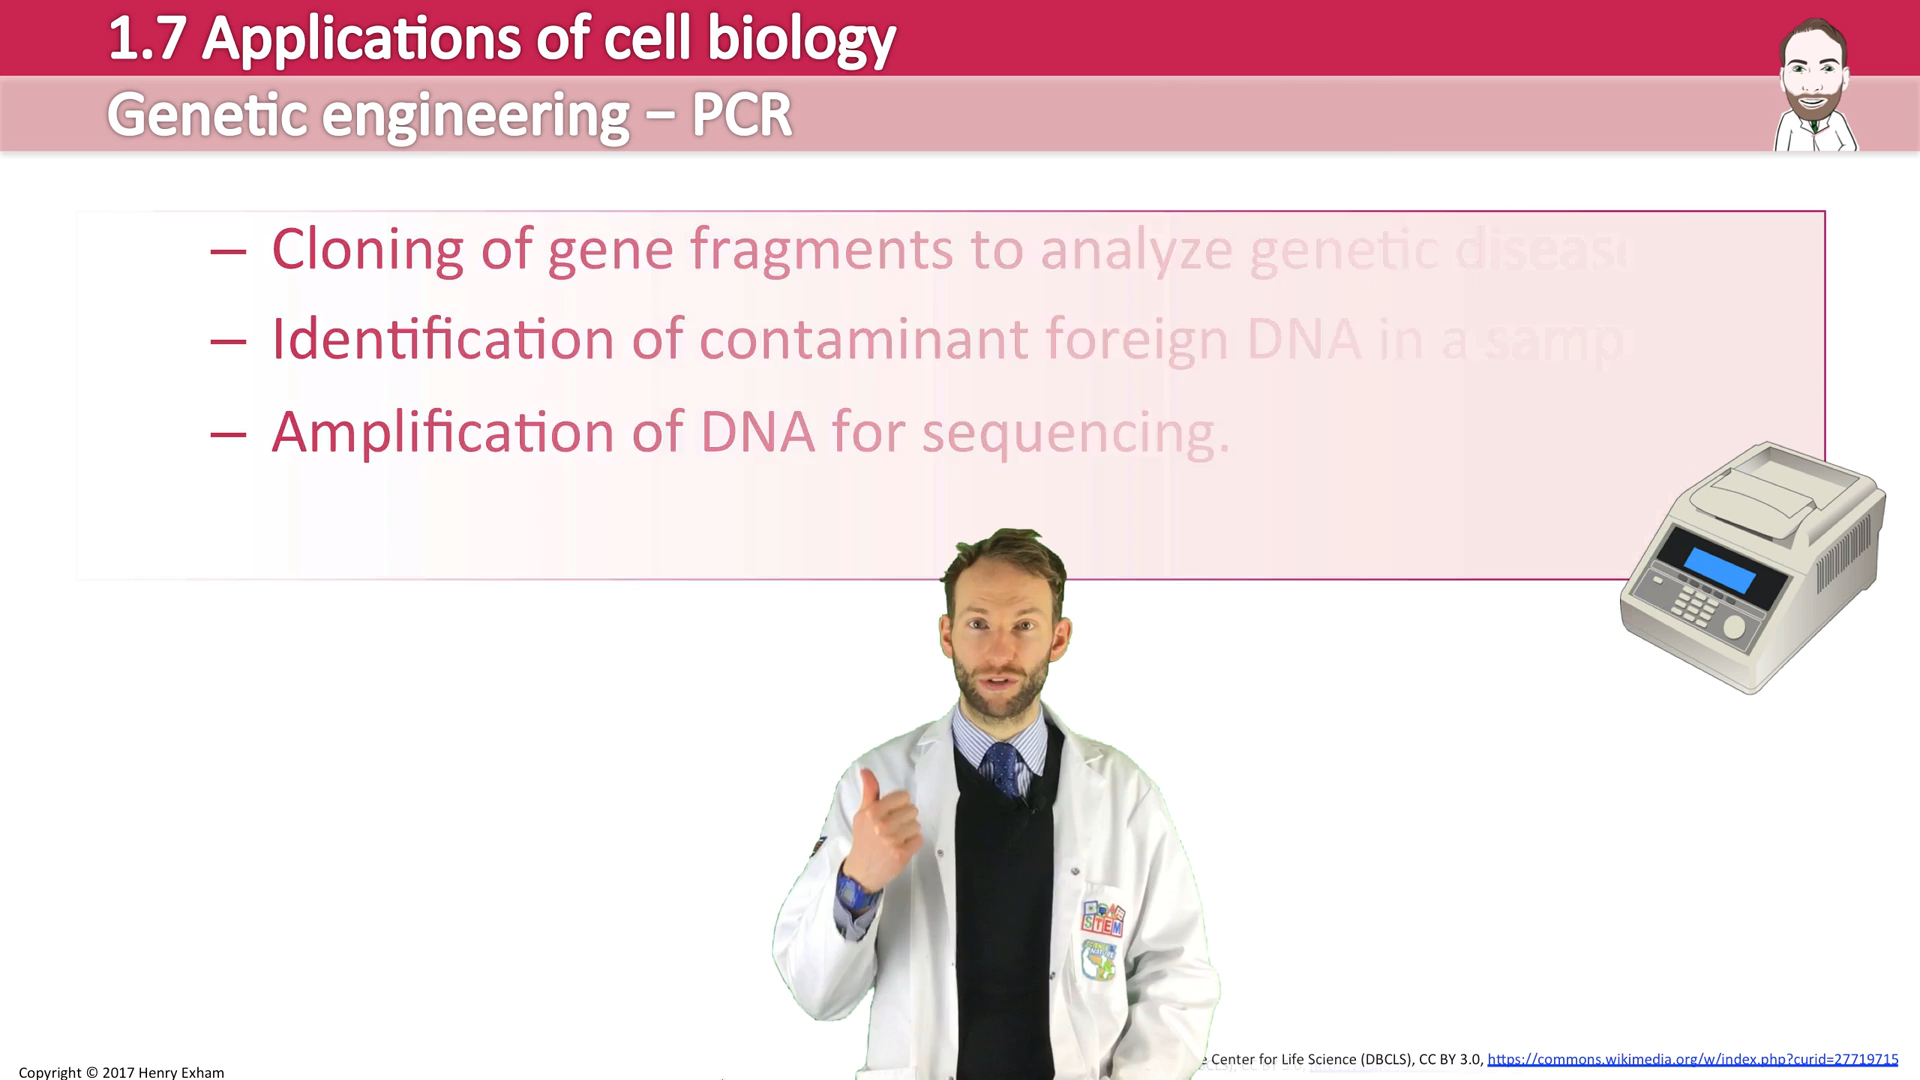 1.7 Applications of cell biology
Genetic engineering – PCR
– Cloning of gene fragments to analyze genetic
– Identification of contaminant foreign DNA in a
– Amplification of DNA for sequencing.
STEM
Center for Life Science (DBCLS), CC BY 3.0, https://commons.wikimedia.org/w/index.php?curid=27719715
Copyright © 2017 Henry Exham